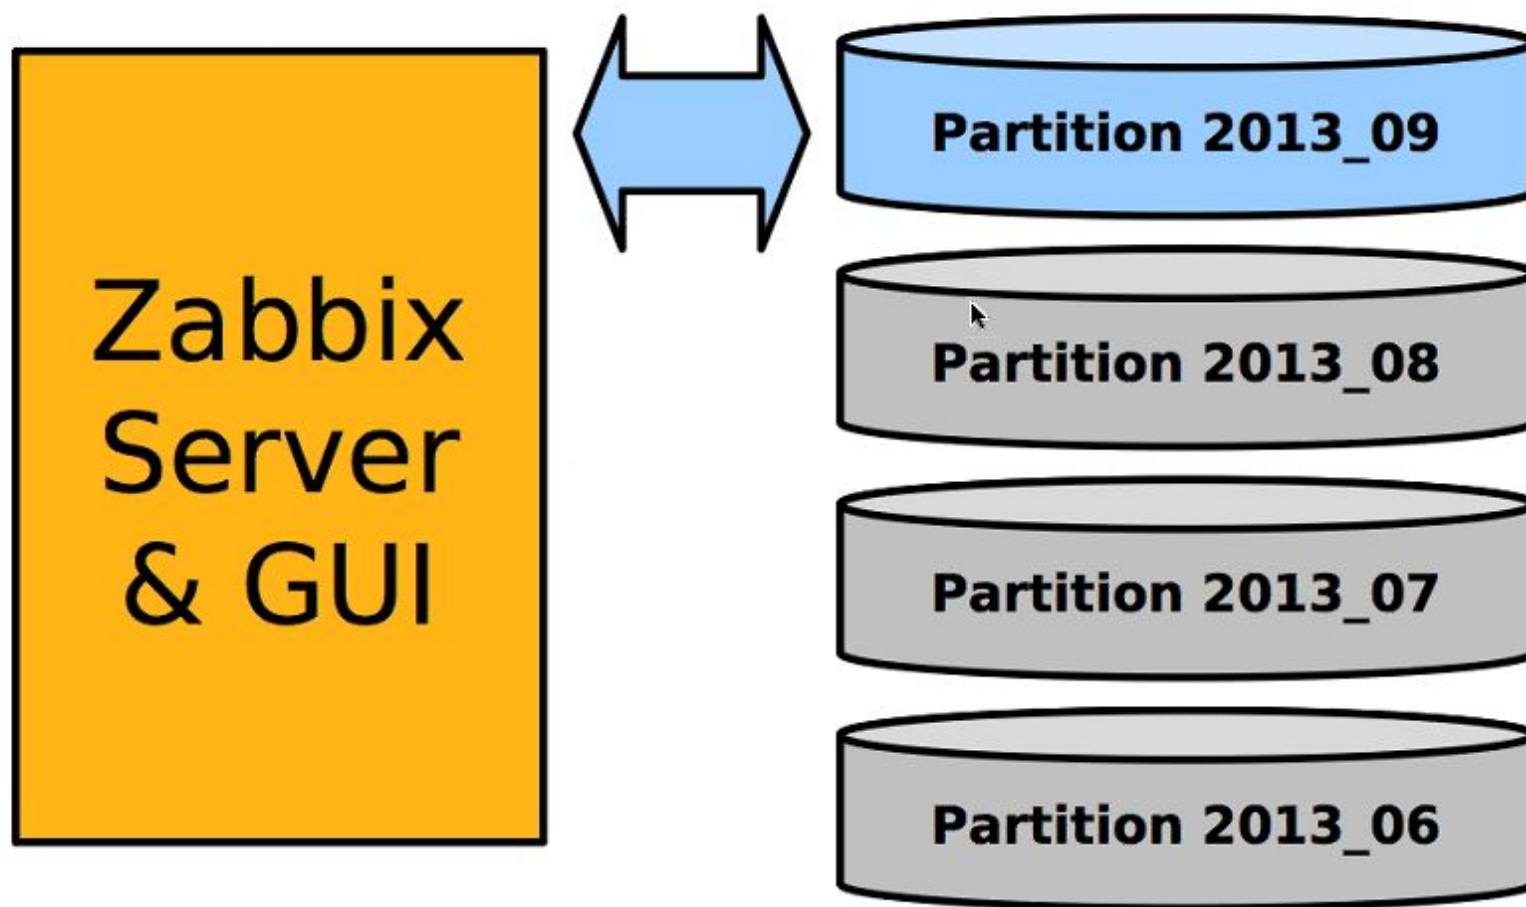 Zabbix
Server
& GUI
Partition 2013_09
Partition 2013_08
Partition 2013_07
Partition 2013_06